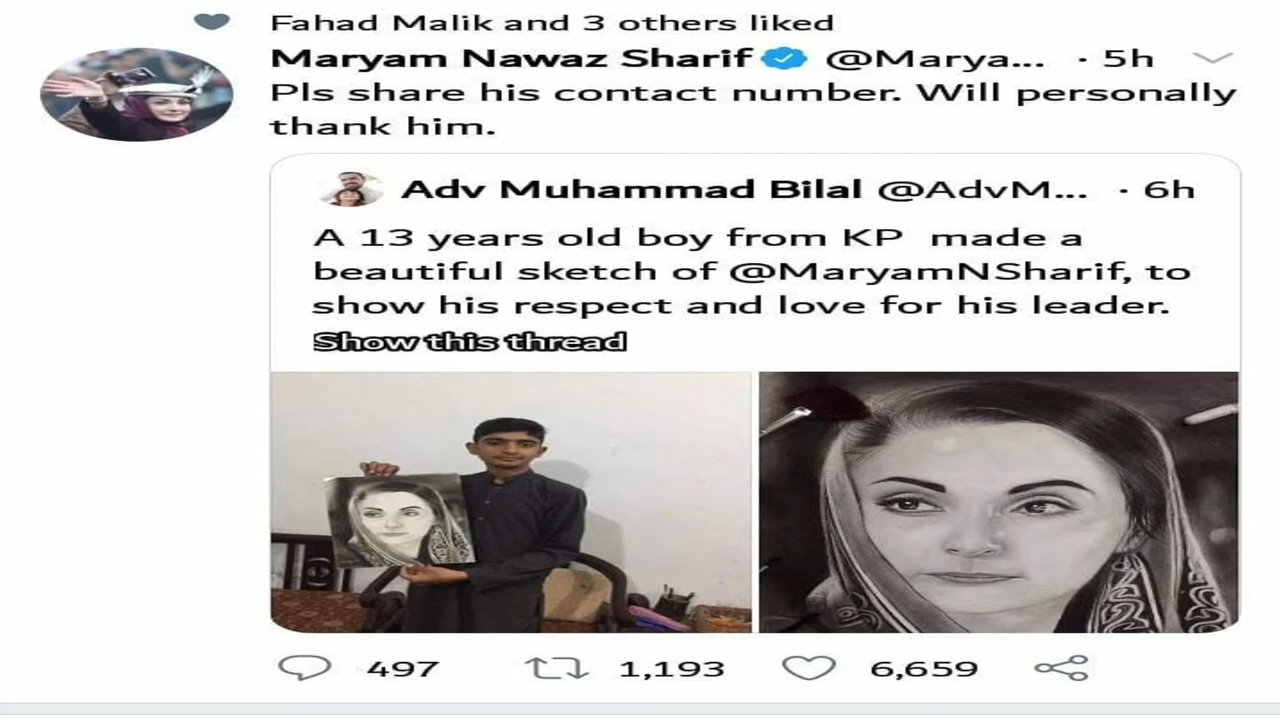 Fahad Malik and 3 others liked
Maryam Nawaz Sharif @Marya... · 5h
Pls share his contact number. Will personally
thank him.
Adv Muhammad Bilal @AdvM... · 6h
A 13 years old boy from KP made a
beautiful sketch of @MaryamNSharif, to
show his respect and love for his leader.
Show this thread
497 1,193 6,659